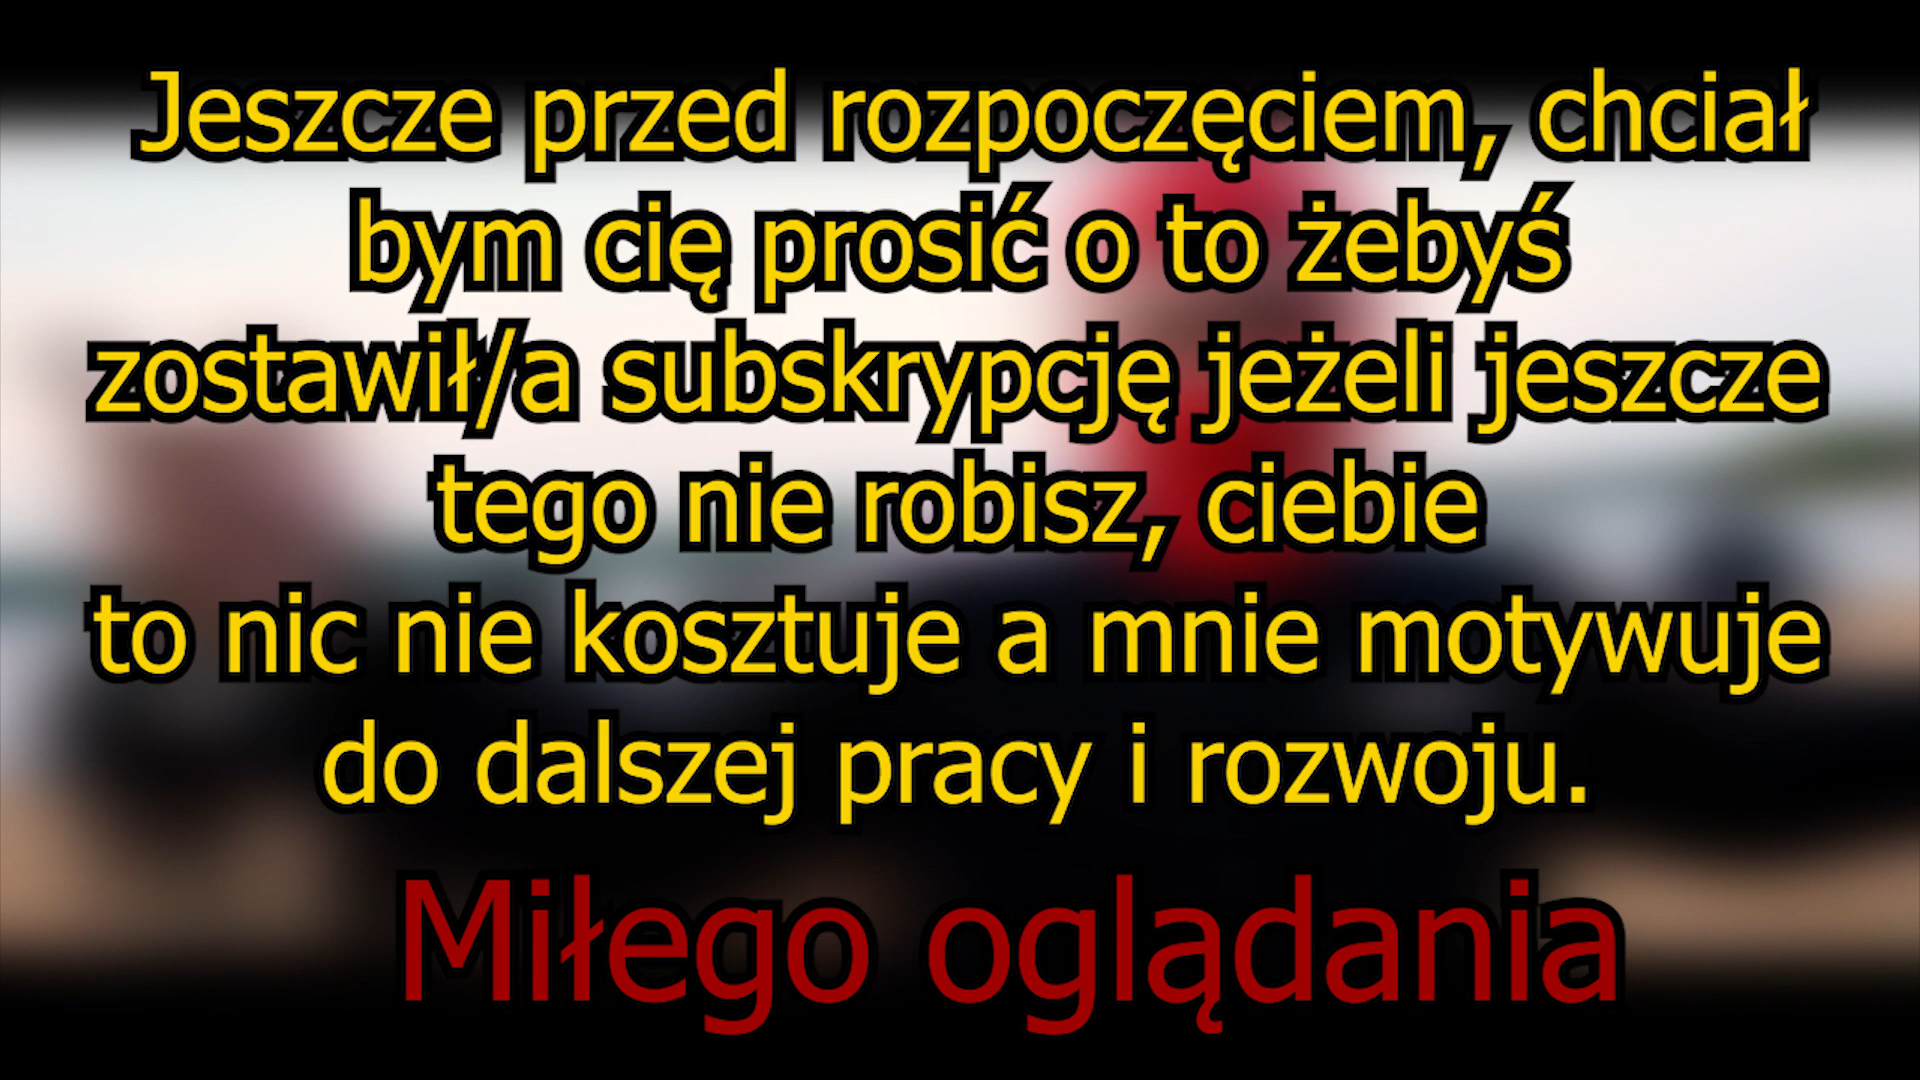 Jeszcze przed rozpoczęciem, chciał
bym cię prosić o to żebyś
zostawił/a subskrypcję jeżeli jeszcze
tego nie robisz, ciebie
to nic nie kosztuje a mnie motywuje
do dalszej pracy i rozwoju.
Miłego oglądania